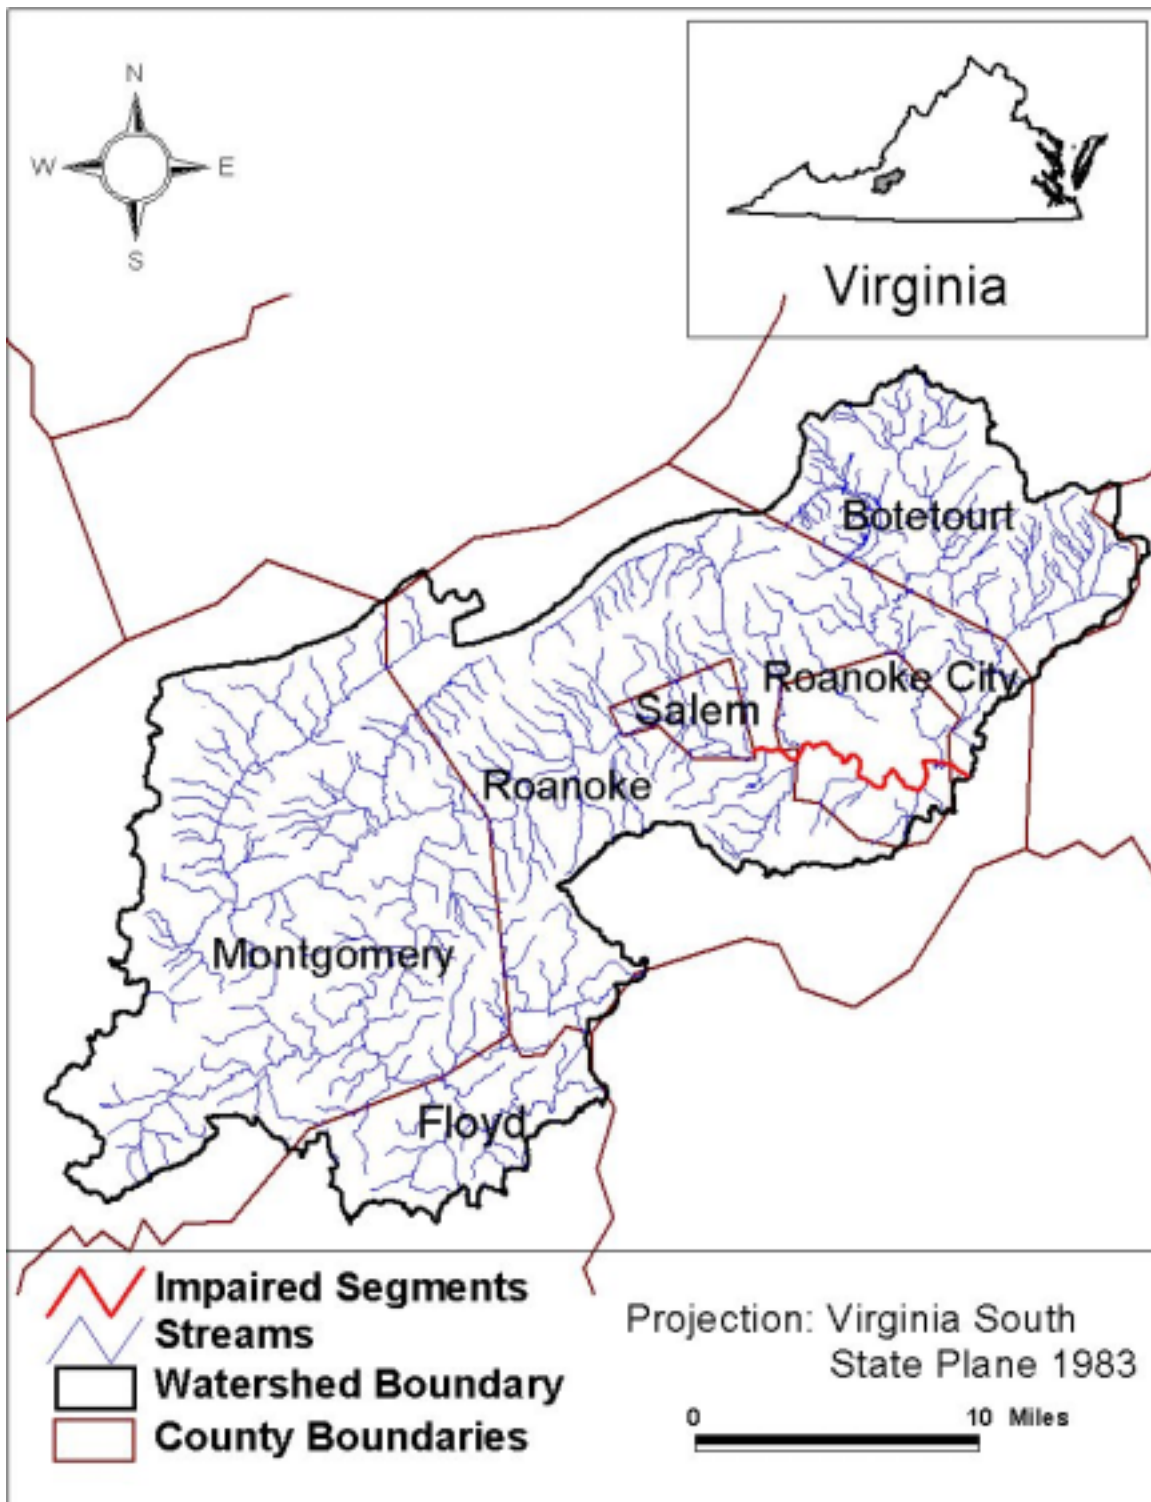 N
W E
S
Virginia
Botetourt
Roanoke City
Salem
Roanoke
Montgomery
Floyd
Impaired Segments
Streams
Watershed Boundary
County Boundaries
Projection: Virginia South
State Plane 1983
0 10 Miles